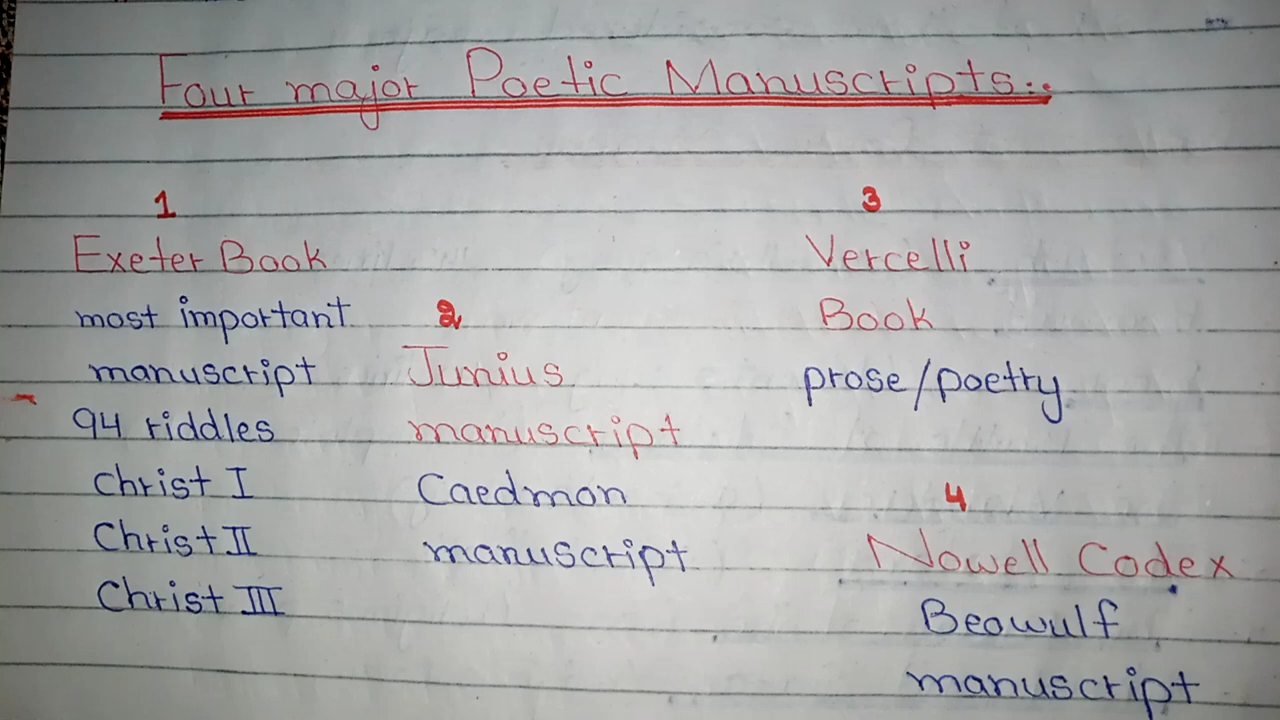 Four major Poetic Manuscripts..
1
Exeter Book
most important
manuscript
94 riddles
Christ I
Christ II
Christ III
2
Junius
manuscript
Caedmon
manuscript
3
Vercelli
Book
prose/poetry
4
Nowell Codex
Beowulf
manuscript